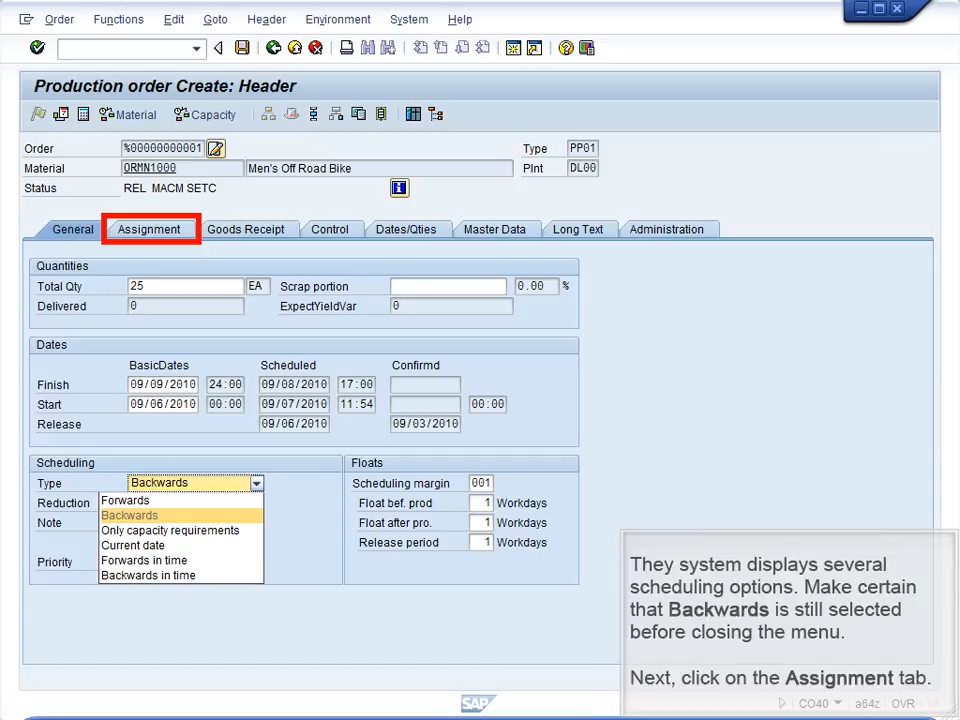 Order Functions Edit Goto Header Environment System Help
Production order Create: Header
Material Capacity
Order %00000000001 Type PP01
Material ORMN1000 Men's Off Road Bike Plnt DL00
Status REL MACM SETC
General Assignment Goods Receipt Control Dates/Qties Master Data Long Text Administration
Quantities
Total Qty 25 EA Scrap portion 0.00 %
Delivered 0 ExpectYieldVar 0
Dates
BasicDates Scheduled Confirmd
Finish 09/09/2010 24:00 09/08/2010 17:00
Start 09/06/2010 00:00 09/07/2010 11:54 00:00
Release 09/06/2010 09/03/2010
Scheduling Floats
Type Backwards Scheduling margin 001
Forwards
Reduction Float bef. prod 1 Workdays
Backwards
Note Float after pro. 1 Workdays
Only capacity requirements
Current date Release period 1 Workdays
Priority Forwards in time
Backwards in time
They system displays several
scheduling options. Make certain
that Backwards is still selected
before closing the menu.
Next, click on the Assignment tab.
SAP CO40 a64z OVR